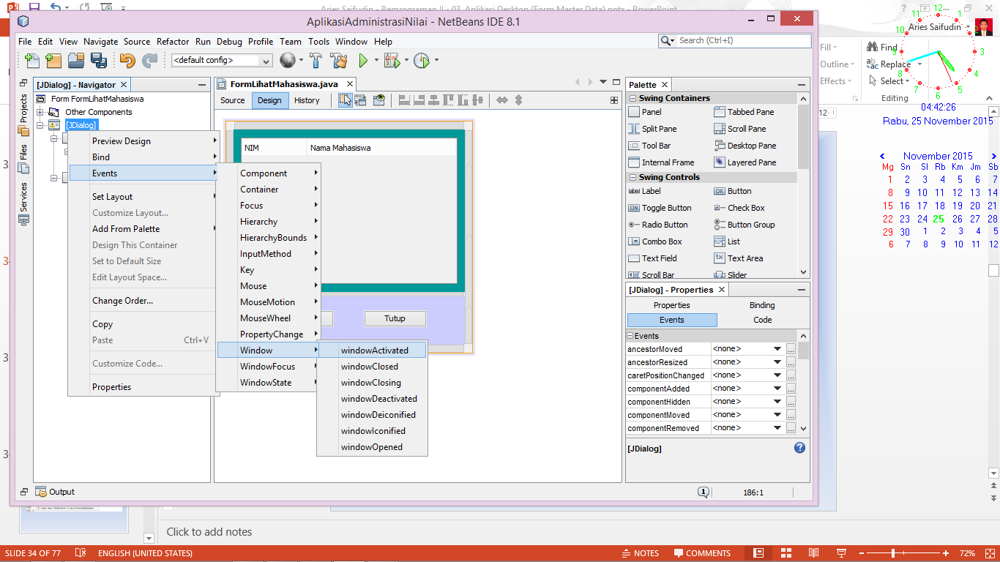 Aries Saifudin - Pemrograman II - 03. Aplikasi Desktop (Form Master Data).pptx - PowerPoint
AplikasiAdministrasiNilai - NetBeans IDE 8.1
Aries Saifudin
File Edit View Navigate Source Refactor Run Debug Profile Team Tools Window Help
Search (Ctrl+I)
<default config>
Fill
Outline
Effects
Find
Replace
Select
Editing
12 1 2 3 4 5 6 7 8 9 10 11
04:42:26
Rabu, 25 November 2015
November 2015
Mg Sn Sl Rb Km Jm Sb
1 2 3 4 5 6 7
8 9 10 11 12 13 14
15 16 17 18 19 20 21
22 23 24 25 26 27 28
29 30 1 2 3 4 5
6 7 8 9 10 11 12
12
[JDialog] - Navigator
Form FormLihatMahasiswa
Other Components
[JDialog]
Projects
Files
Services
FormLihatMahasiswa.java
Source Design History
NIM Nama Mahasiswa
Tutup
Preview Design
Bind
Events
Set Layout
Customize Layout...
Add From Palette
Design This Container
Set to Default Size
Edit Layout Space...
Change Order...
Copy
Paste Ctrl+V
Customize Code...
Properties
Component
Container
Focus
Hierarchy
HierarchyBounds
InputMethod
Key
Mouse
MouseMotion
MouseWheel
PropertyChange
Window
WindowFocus
WindowState
windowActivated
windowClosed
windowClosing
windowDeactivated
windowDeiconified
windowIconified
windowOpened
Palette
Swing Containers
Panel Tabbed Pane
Split Pane Scroll Pane
Tool Bar Desktop Pane
Internal Frame Layered Pane
Swing Controls
label Label OK Button
ON Toggle Button Check Box
Radio Button Button Group
Combo Box List
Text Field Text Area
Scroll Bar Slider
[JDialog] - Properties
Properties Binding
Events Code
Events
ancestorMoved <none> ...
ancestorResized <none> ...
caretPositionChanged <none> ...
componentAdded <none> ...
componentHidden <none> ...
componentMoved <none> ...
componentRemoved <none> ...
[JDialog]
Output
1
186:1
Click to add notes
SLIDE 34 OF 77 ENGLISH (UNITED STATES) NOTES COMMENTS 72%